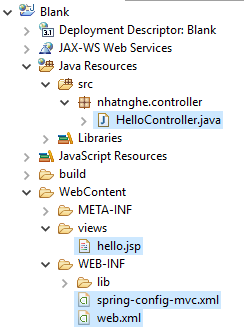 Blank
Deployment Descriptor: Blank
JAX-WS Web Services
Java Resources
src
nhatnghe.controller
HelloController.java
Libraries
JavaScript Resources
build
WebContent
META-INF
views
hello.jsp
WEB-INF
lib
spring-config-mvc.xml
web.xml